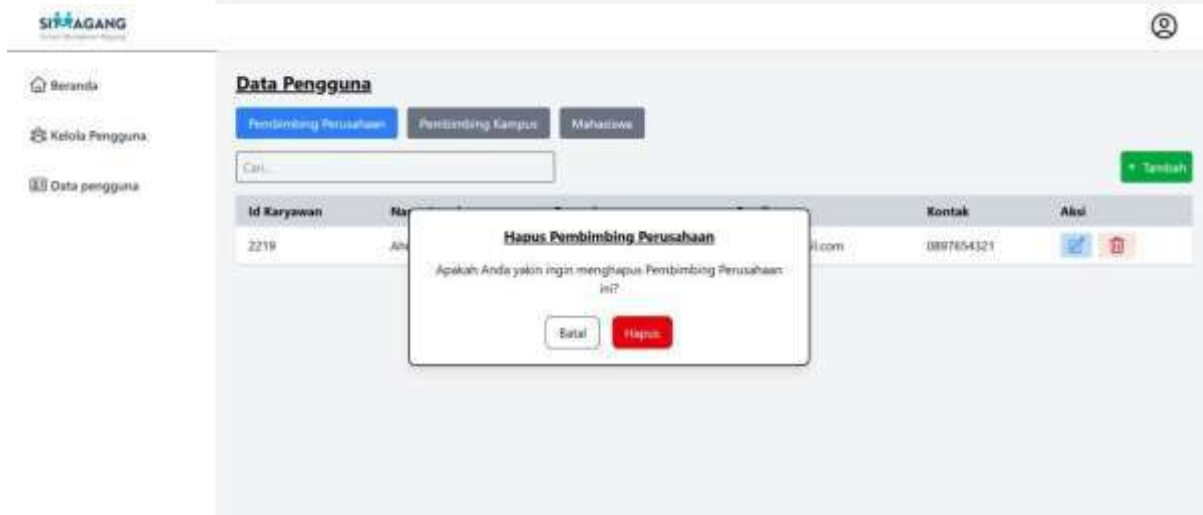 SIMAGANG
Beranda
Kelola Pengguna
Data pengguna
Data Pengguna
Pembimbing Perusahaan
Pembimbing Kampus
Mahasiswa
Cari...
+ Tambah
Id Karyawan
Kontak
Aksi
2219
il.com
0897654321
Hapus Pembimbing Perusahaan
Apakah Anda yakin ingin menghapus Pembimbing Perusahaan
ini?
Batal
Hapus